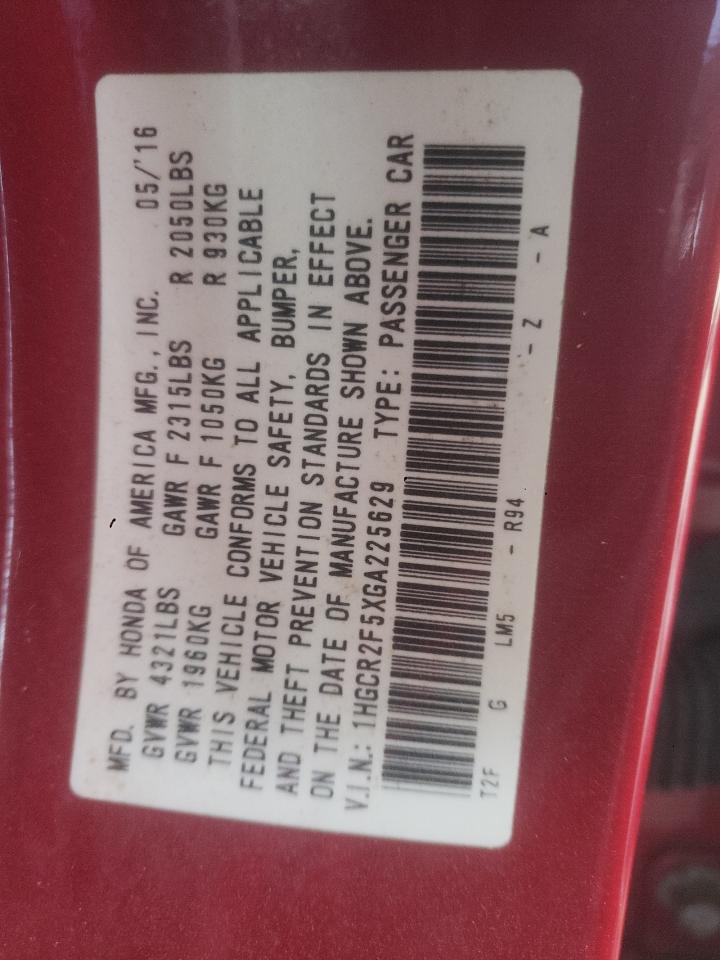 MFD. BY HONDA OF AMERICA MFG., INC. 05/'16
GVWR 4321LBS GAWR F 2315LBS R 2050LBS
GVWR 1960KG GAWR F 1050KG R 930KG
THIS VEHICLE CONFORMS TO ALL APPLICABLE
FEDERAL MOTOR VEHICLE SAFETY, BUMPER,
AND THEFT PREVENTION STANDARDS IN EFFECT
ON THE DATE OF MANUFACTURE SHOWN ABOVE.
V.I.N.: 1HGCR2F5XGA225629 TYPE: PASSENGER CAR
T2F G LM5 - R94 - Z - A